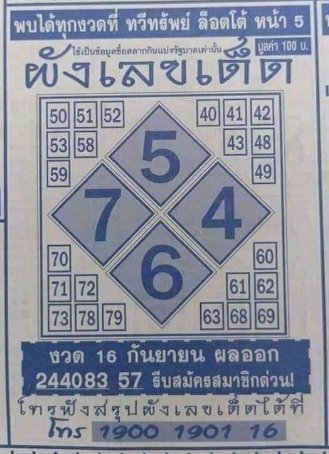 พบได้ทุกงวดที่ ทวีทรัพย์ ล็อตโต้ หน้า 5
ใช้เป็นข้อมูลซื้อสลากกินแบ่งรัฐบาลเท่านั้น
มูลค่า 100 บ.
ผังเลขเด็ด
50 51 52
40 41 42
53 58
43 48
59
49
5
7
4
6
70
60
71 72
61 62
73 78 79
63 68 69
งวด 16 กันยายน ผลออก
244083 57 รีบสมัครสมาชิกด่วน!
โทรฟังสรุปผังเลขเด็ดได้ที่
โทร 1900 1901 16